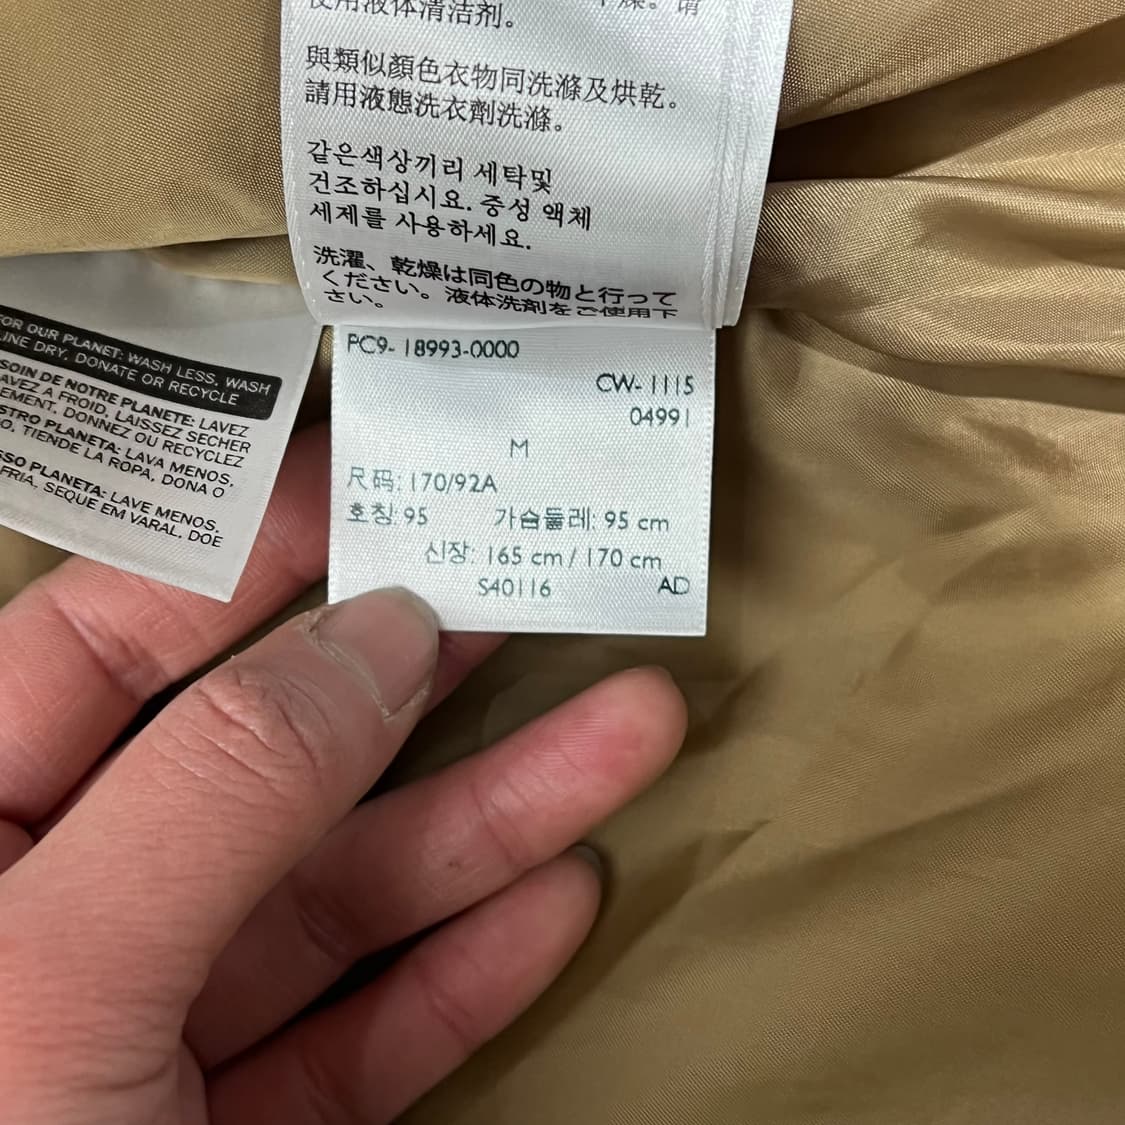 使用液体清洁剂。
與類似顏色衣物同洗滌及烘乾。
請用液態洗衣劑洗滌。
같은색상끼리 세탁및
건조하십시요. 중성 액체
세제를 사용하세요.
洗濯、乾燥は同色の物と行って
ください。液体洗剤をご使用下
さい。
PC9-18993-0000
CW-1115
04991
M
尺码: 170/92A
호칭: 95 가슴둘레: 95 cm
신장: 165 cm / 170 cm
S40116 AD
FOR OUR PLANET: WASH LESS, WASH
LINE DRY, DONATE OR RECYCLE
SOIN DE NOTRE PLANETE: LAVEZ
LAVEZ A FROID, LAISSEZ SECHER
DONNEZ OU RECYCLEZ
PLANETA: LAVA MENOS,
TIENDE LA ROPA, DONA O
PLANETA: LAVE MENOS,
FRIA, SEQUE EM VARAL, DOE